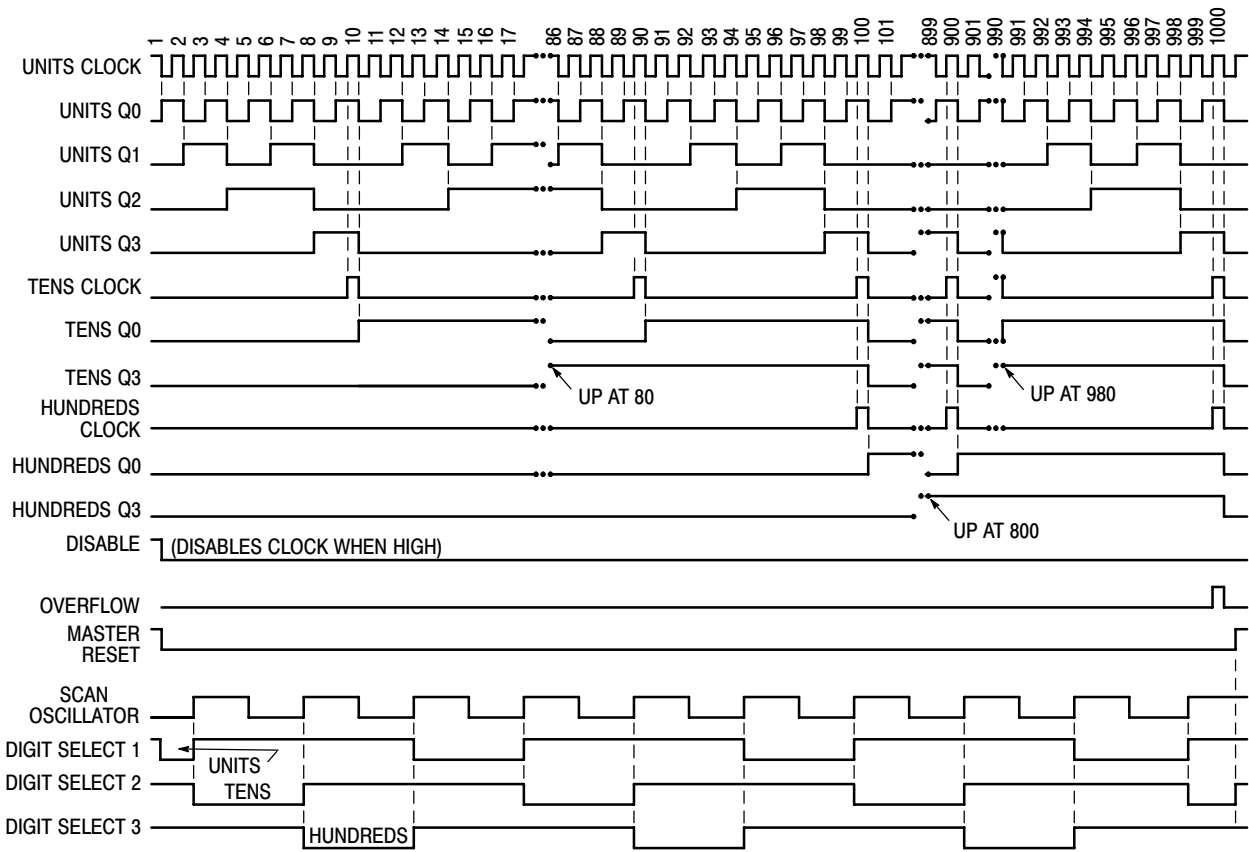 1 2 3 4 5 6 7 8 9 10 11 12 13 14 15 16 17 86 87 88 89 90 91 92 93 94 95 96 97 98 99 100 101 899 900 901 990 991 992 993 994 995 996 997 998 999 1000
UNITS CLOCK
UNITS Q0
UNITS Q1
UNITS Q2
UNITS Q3
TENS CLOCK
TENS Q0
TENS Q3
UP AT 80
UP AT 980
HUNDREDS
CLOCK
HUNDREDS Q0
HUNDREDS Q3
UP AT 800
DISABLE (DISABLES CLOCK WHEN HIGH)
OVERFLOW
MASTER
RESET
SCAN
OSCILLATOR
DIGIT SELECT 1
UNITS
DIGIT SELECT 2
TENS
DIGIT SELECT 3
HUNDREDS